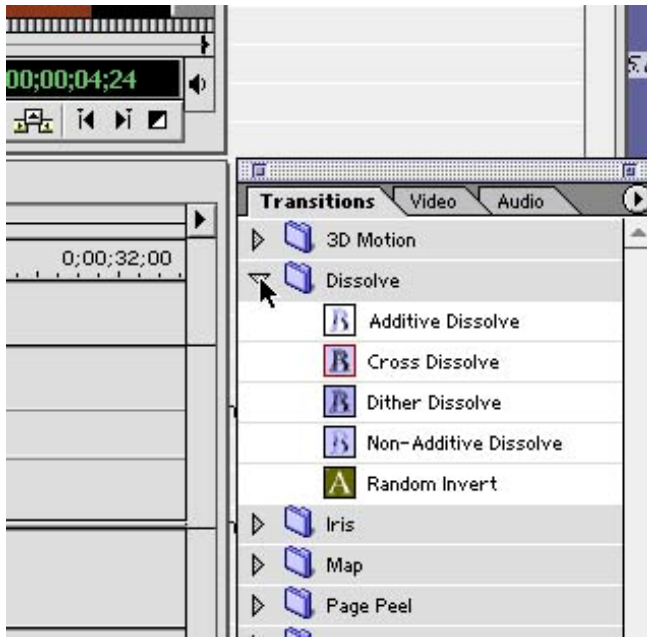 00;00;04;24
Transitions Video Audio
0;00;32;00
3D Motion
Dissolve
Additive Dissolve
Cross Dissolve
Dither Dissolve
Non-Additive Dissolve
A Random Invert
Iris
Map
Page Peel